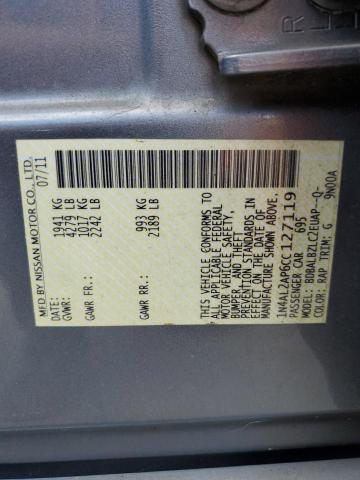 MFD BY NISSAN MOTOR CO., LTD.
07/11
GVWR: 1941 KG
4279 LB
GAWR FR.: 1017 KG
2242 LB
GAWR RR.: 993 KG
2189 LB
THIS VEHICLE CONFORMS TO
ALL APPLICABLE FEDERAL
MOTOR VEHICLE SAFETY,
BUMPER, AND THEFT
PREVENTION STANDARDS IN
EFFECT ON THE DATE OF
MANUFACTURE SHOWN ABOVE.
1N4AL2AP6CC127119
PASSENGER CAR 695
MODEL: BDBALBZLC2EUAP--Q-
COLOR: RAP TRIM: G 9N00A
R